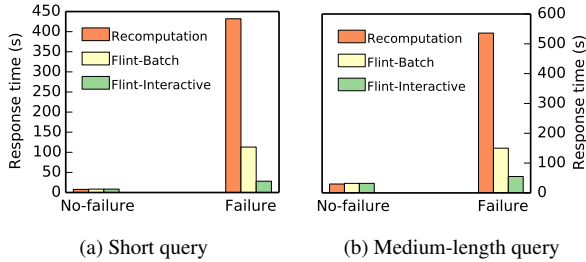 Response time (s)
450
400
350
300
250
200
150
100
50
0
Recomputation
Flint-Batch
Flint-Interactive
No-failure
Failure
(a) Short query
Recomputation
Flint-Batch
Flint-Interactive
No-failure
Failure
600
500
400
300
200
100
0
Response time (s)
(b) Medium-length query